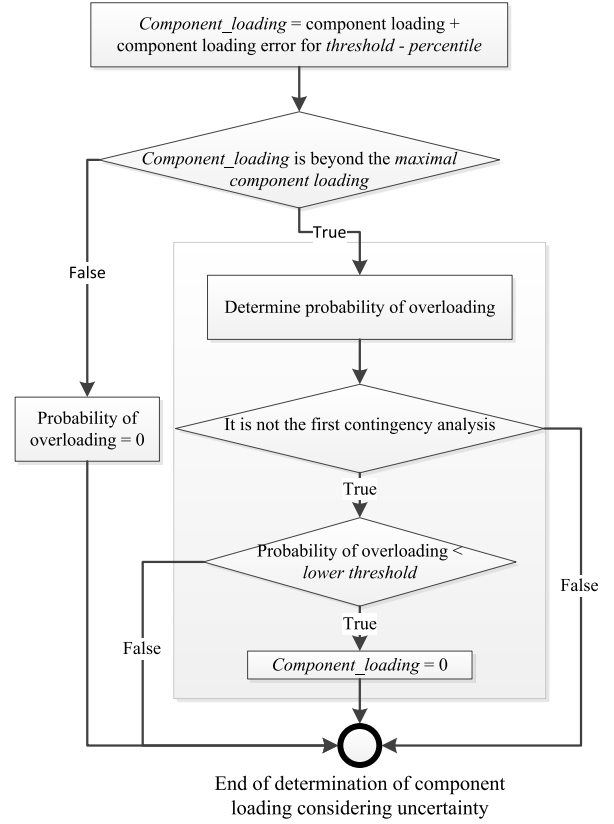 Component_loading = component loading +
component loading error for threshold - percentile
Component_loading is beyond the maximal
component loading
True
False
Determine probability of overloading
Probability of
overloading = 0
It is not the first contingency analysis
True
Probability of overloading <
lower threshold
False
True
False
Component_loading = 0
End of determination of component
loading considering uncertainty